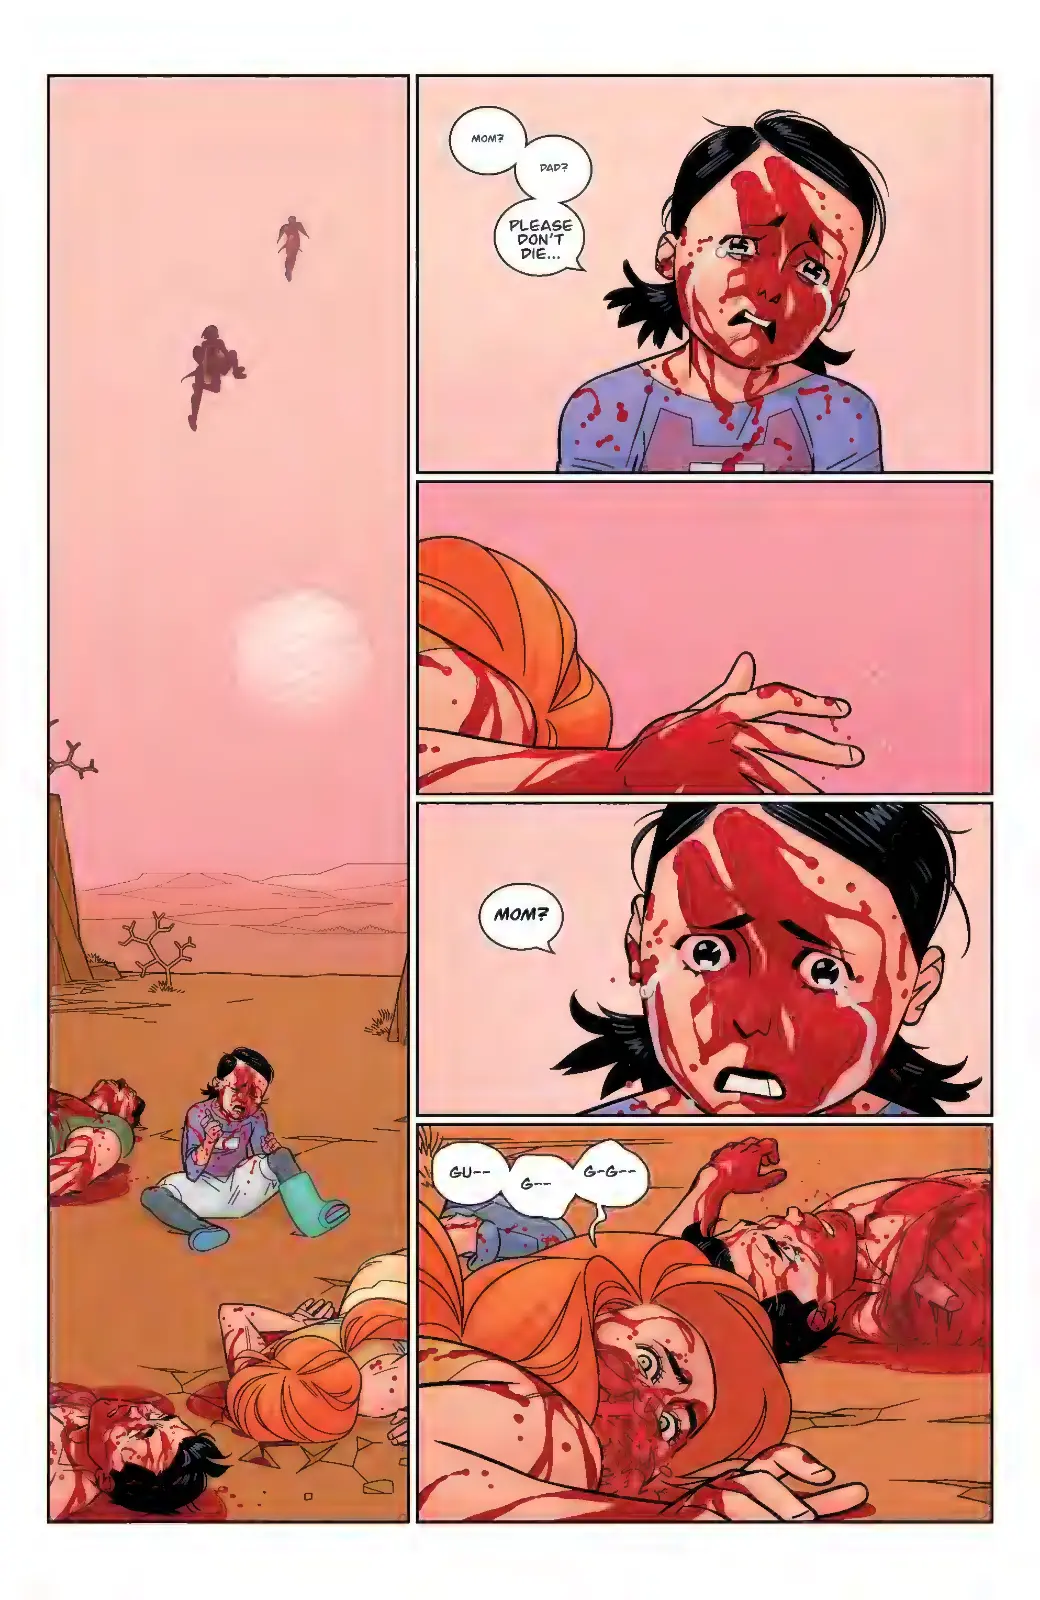 MOM?
DAD?
PLEASE
DON'T
DIE...
MOM?
GU--
G--
G-G--